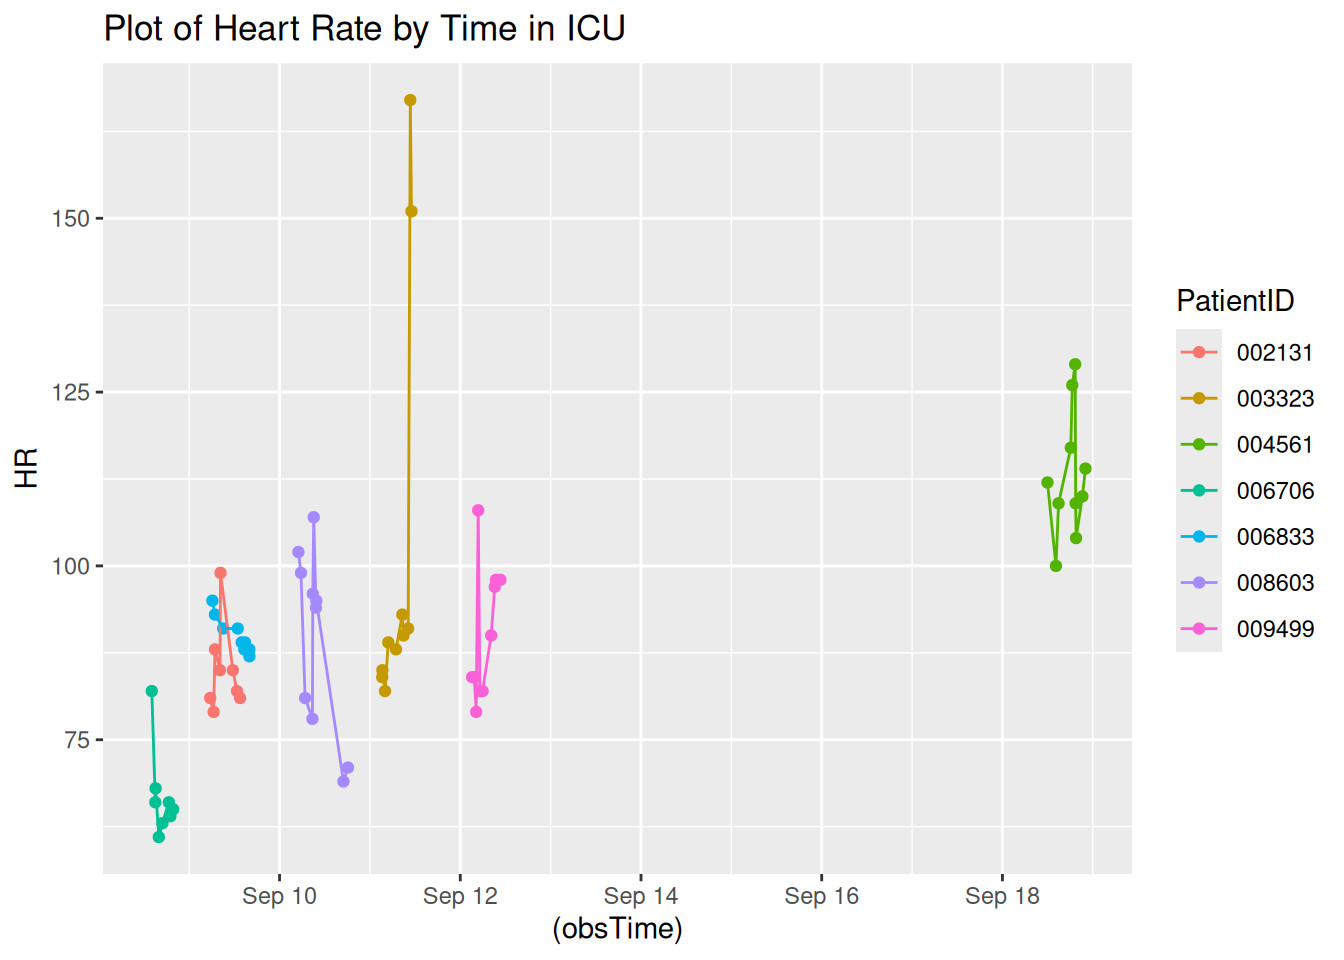 Plot of Heart Rate by Time in ICU
HR
150
125
100
75
Sep 10 Sep 12 Sep 14 Sep 16 Sep 18
(obsTime)
PatientID
002131
003323
004561
006706
006833
008603
009499